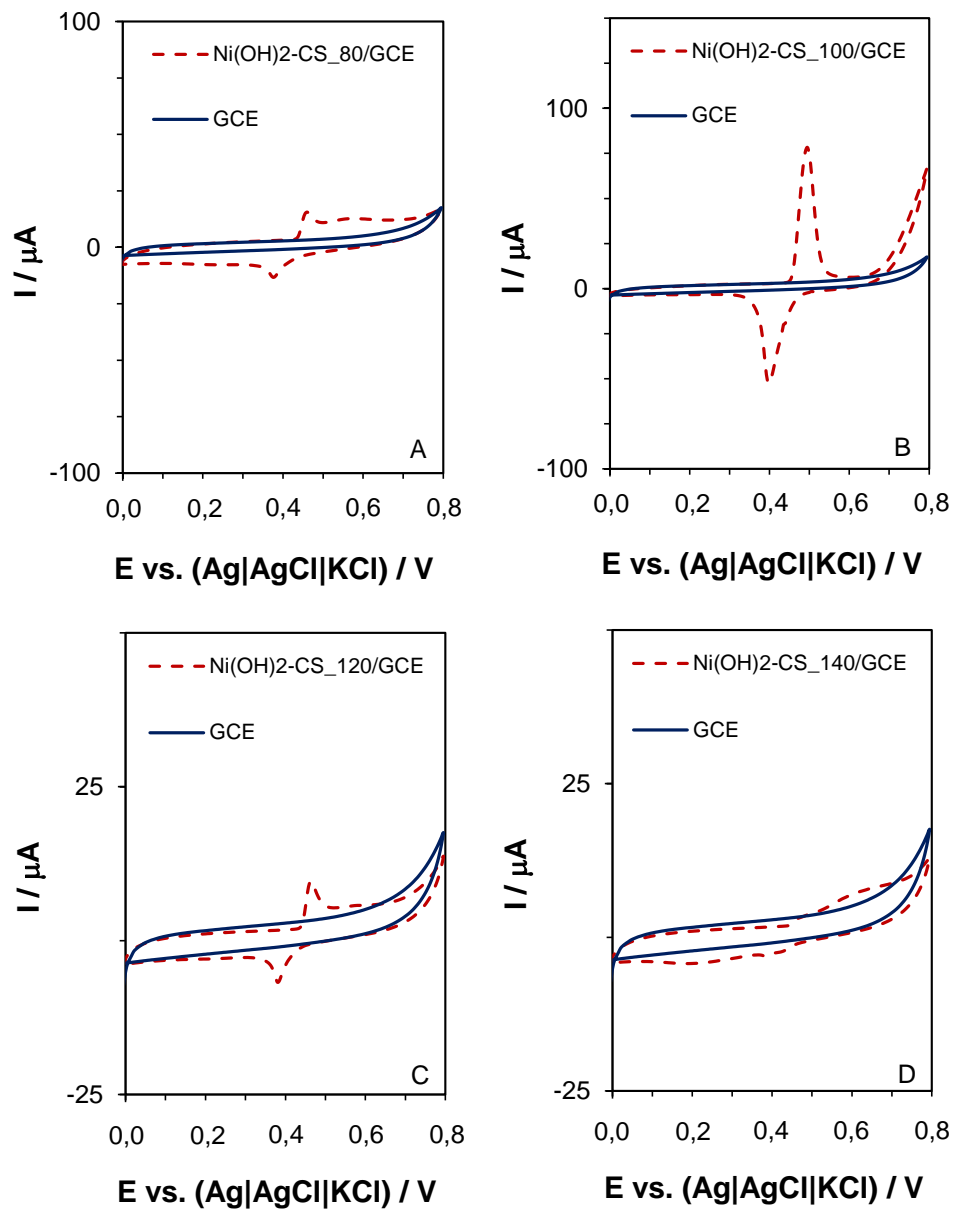 100
Ni(OH)2-CS_80/GCE
GCE
0
-100
I / µA
A
0,0 0,2 0,4 0,6 0,8
E vs. (Ag|AgCl|KCl) / V
Ni(OH)2-CS_100/GCE
100
GCE
0
-100
I / µA
B
0,0 0,2 0,4 0,6 0,8
E vs. (Ag|AgCl|KCl) / V
Ni(OH)2-CS_120/GCE
GCE
25
-25
I / µA
C
0,0 0,2 0,4 0,6 0,8
E vs. (Ag|AgCl|KCl) / V
Ni(OH)2-CS_140/GCE
GCE
25
-25
I / µA
D
0,0 0,2 0,4 0,6 0,8
E vs. (Ag|AgCl|KCl) / V